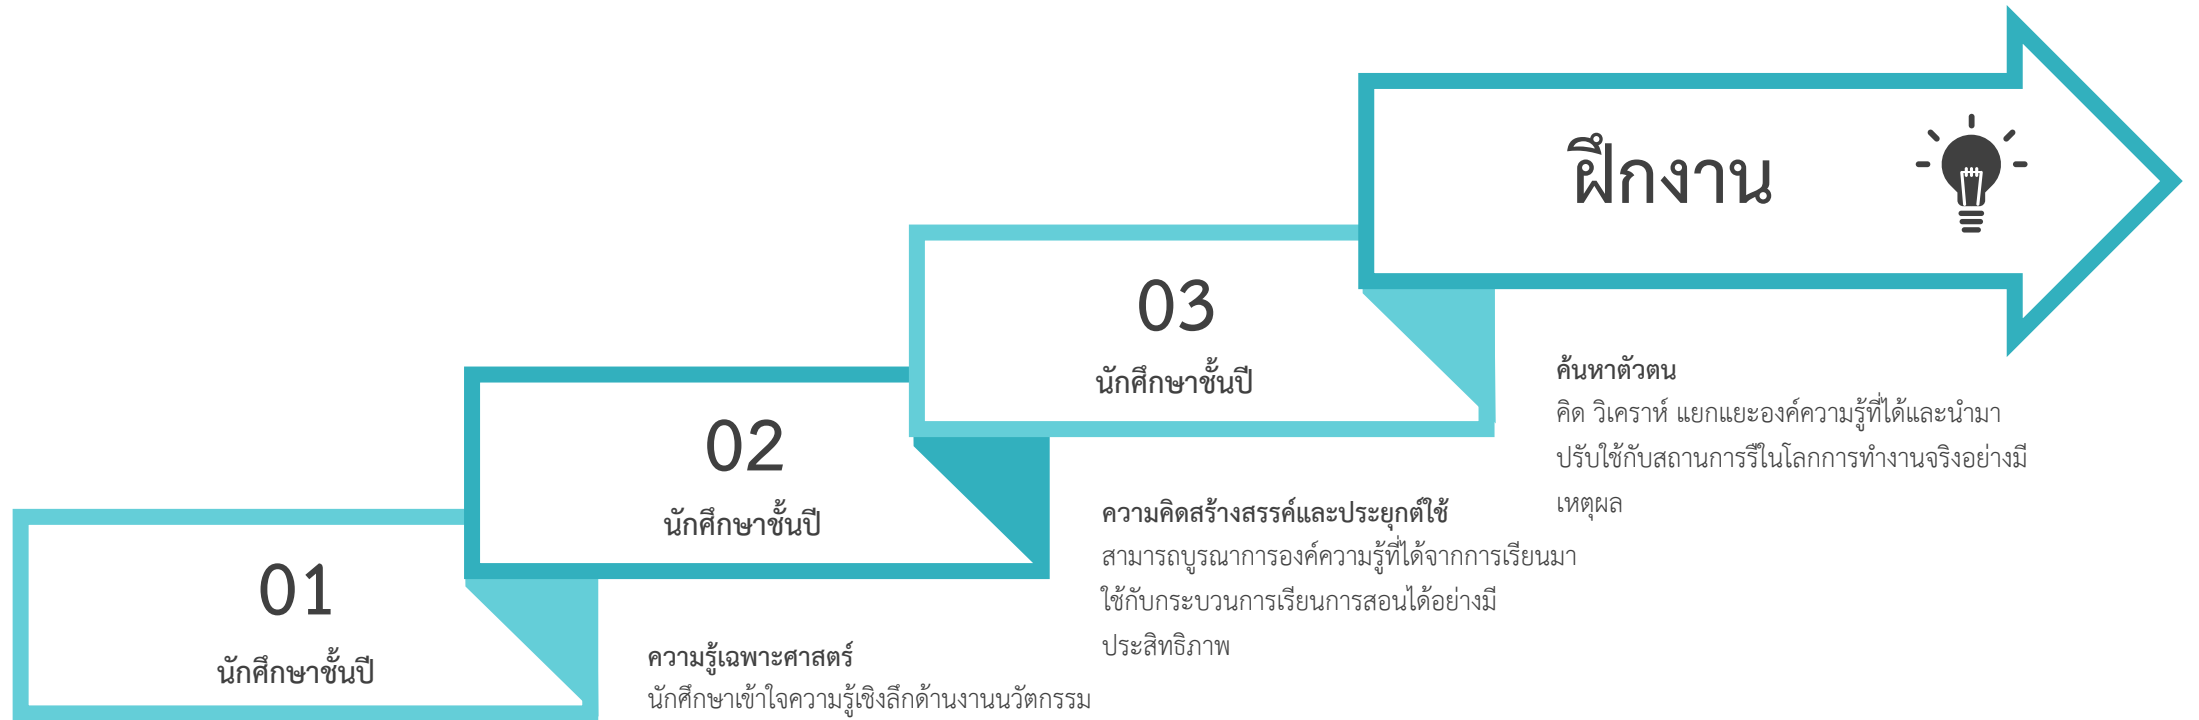 ฝึกงาน
03
นักศึกษาชั้นปี
ค้นหาตัวตน
คิด วิเคราะห์ แยกแยะองค์ความรู้ที่ได้และนำมา
ปรับใช้กับสถานการรืในโลกการทำงานจริงอย่างมี
เหตุผล
02
นักศึกษาชั้นปี
ความคิดสร้างสรรค์และประยุกต์ใช้
สามารถบูรณาการองค์ความรู้ที่ได้จากการเรียนมา
ใช้กับกระบวนการเรียนการสอนได้อย่างมี
ประสิทธิภาพ
01
นักศึกษาชั้นปี
ความรู้เฉพาะศาสตร์
นักศึกษาเข้าใจความรู้เชิงลึกด้านงานนวัตกรรม